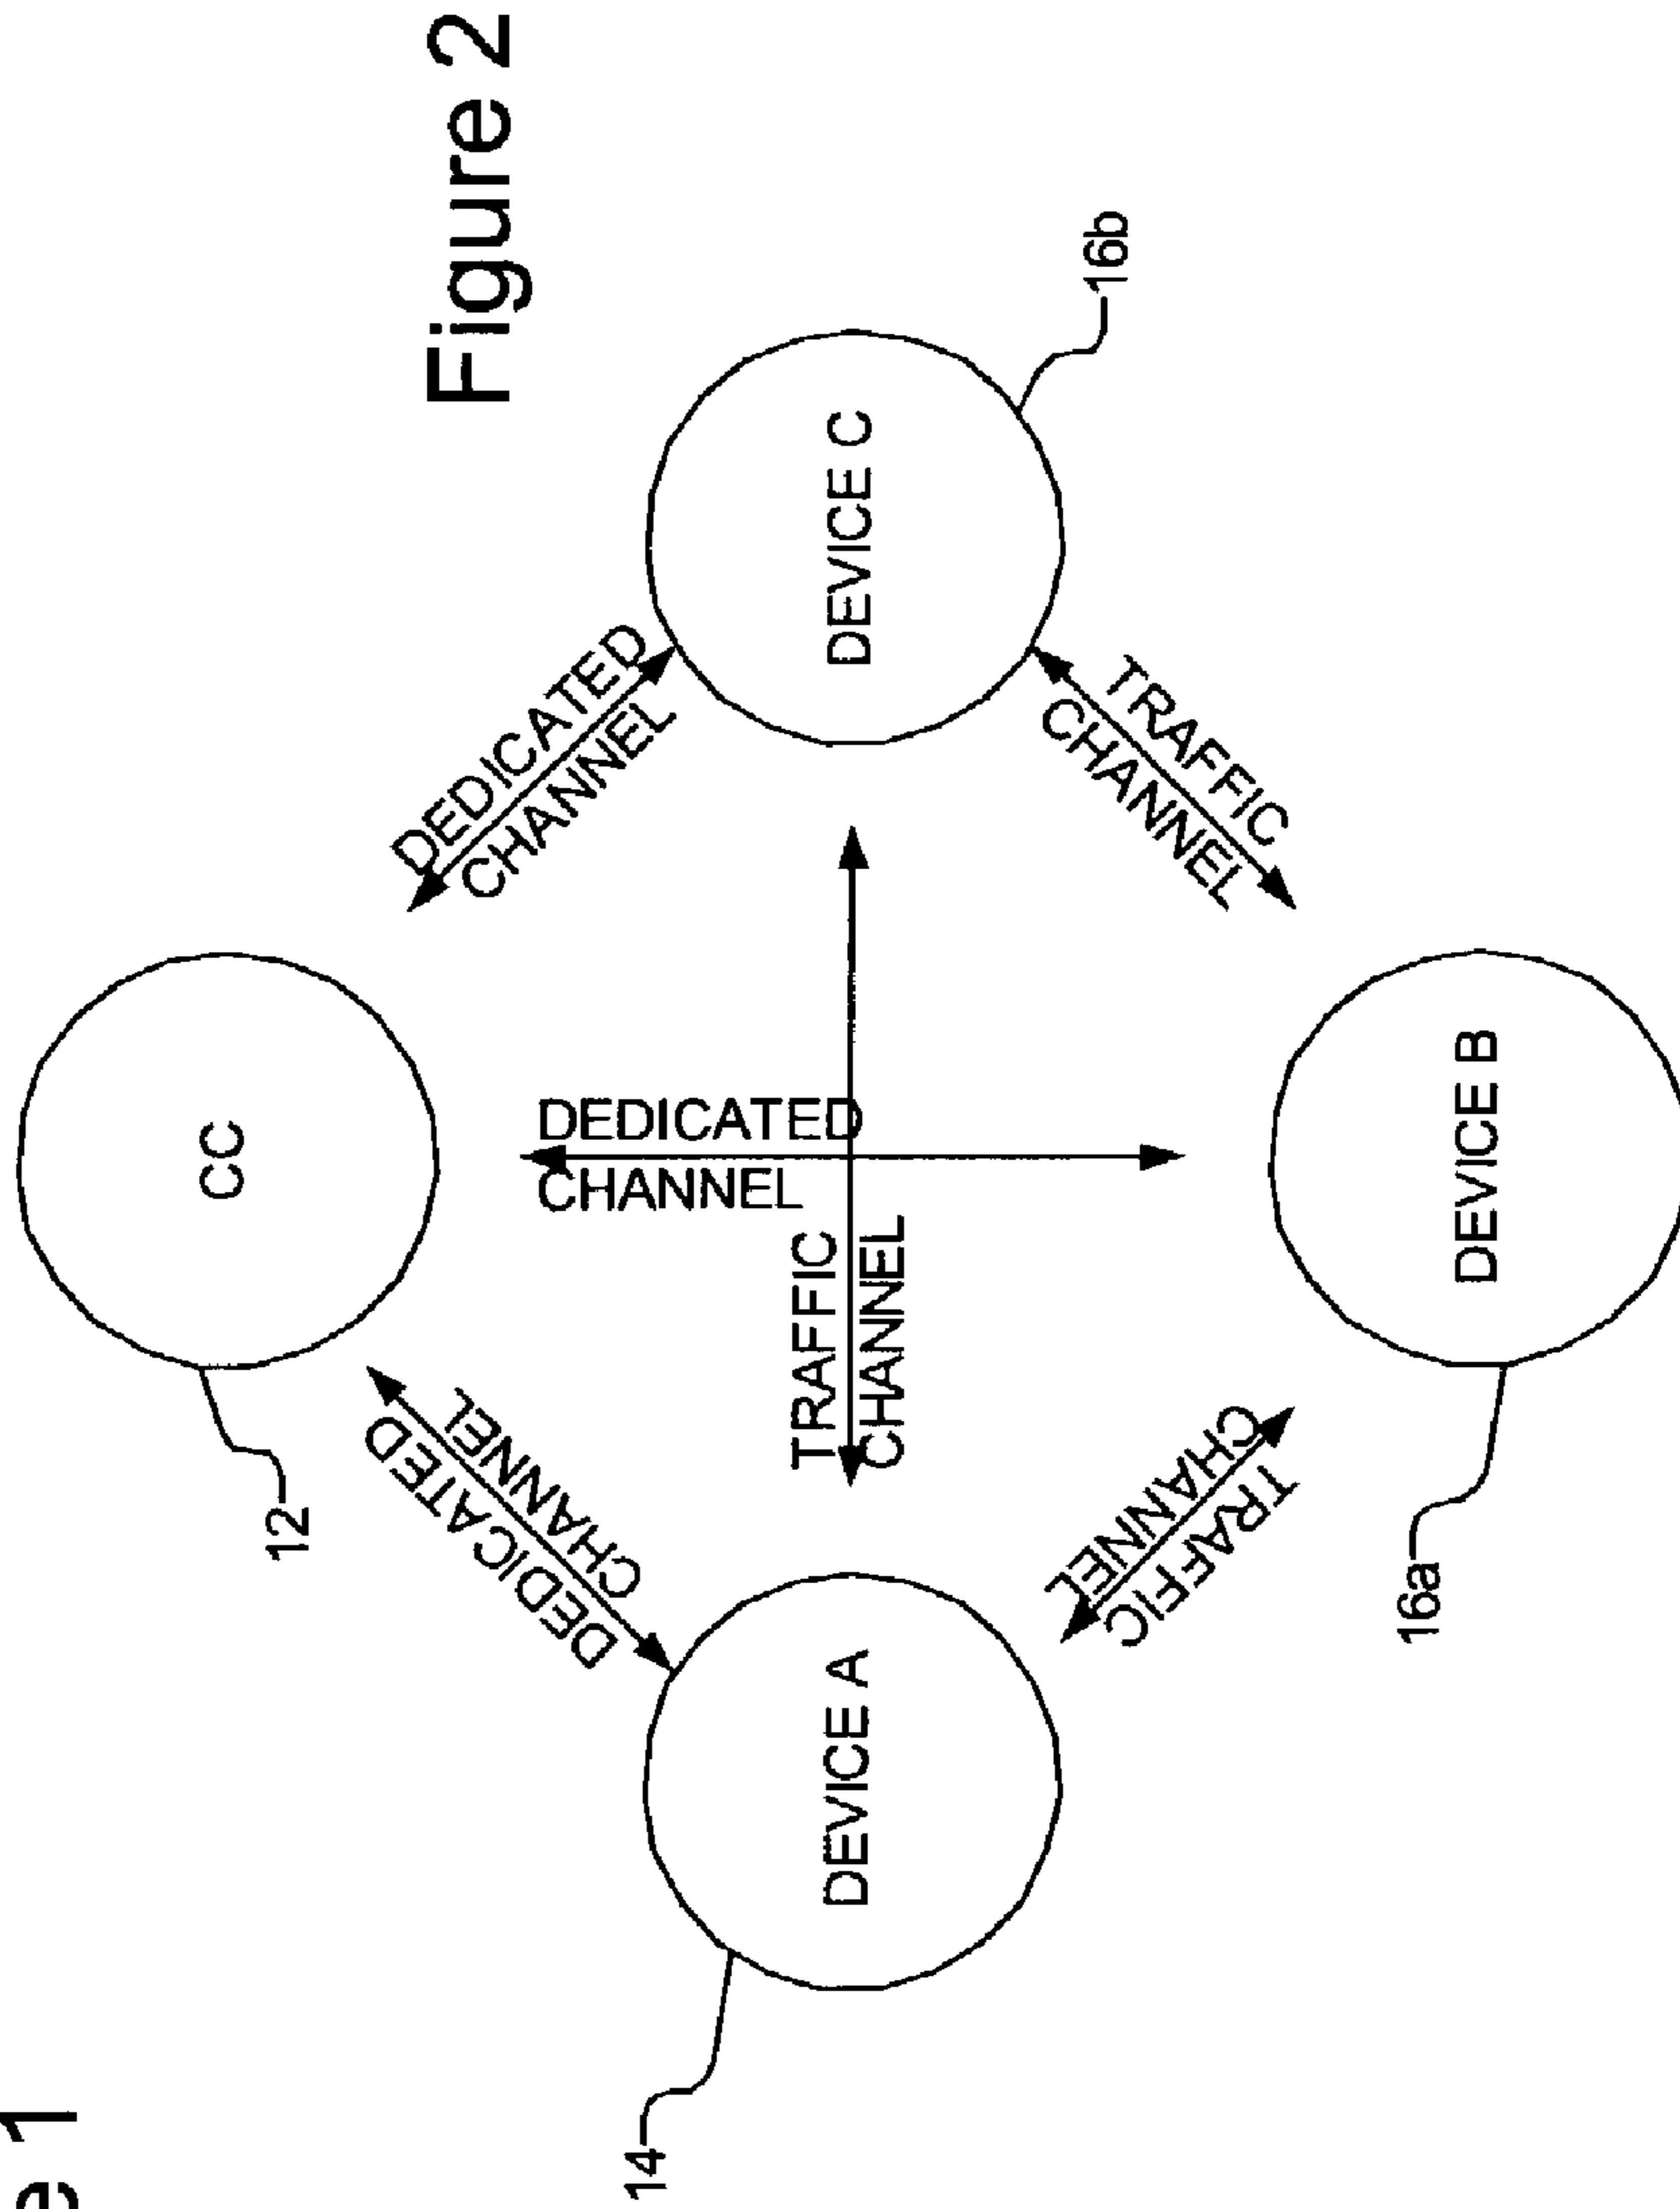 e 1
Figure 2
CC
12
DEDICATED
CHANNEL
DEDICATED
CHANNEL
DEDICATED
CHANNEL
14
DEVICE A
TRAFFIC
CHANNEL
DEVICE C
16b
CHANNEL
TRAFFIC
CHANNEL
TRAFFIC
16a
DEVICE B